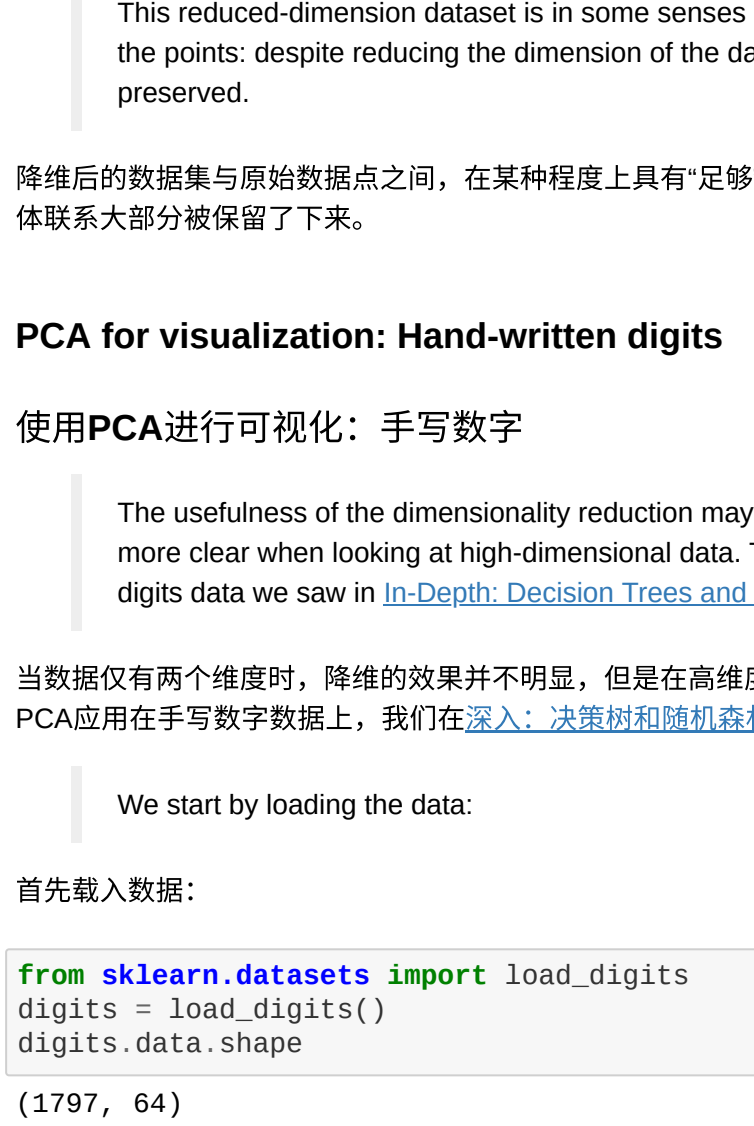 This reduced-dimension dataset is in some senses
the points: despite reducing the dimension of the da
preserved.
降维后的数据集与原始数据点之间，在某种程度上具有“足够
体联系大部分被保留了下来。
PCA for visualization: Hand-written digits
使用PCA进行可视化：手写数字
The usefulness of the dimensionality reduction may
more clear when looking at high-dimensional data.
digits data we saw in In-Depth: Decision Trees and
当数据仅有两个维度时，降维的效果并不明显，但是在高维度
PCA应用在手写数字数据上，我们在深入：决策树和随机森林
We start by loading the data:
首先载入数据：
from sklearn.datasets import load_digits
digits = load_digits()
digits.data.shape
(1797, 64)